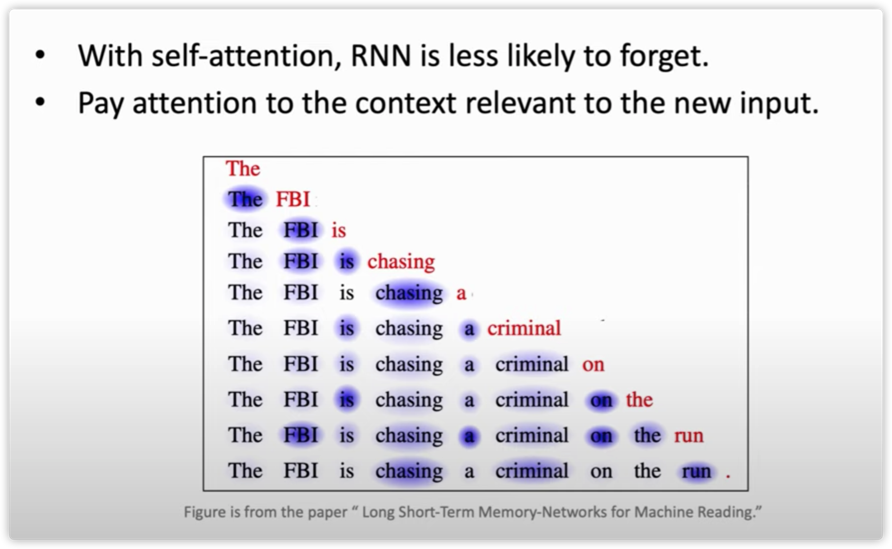 • With self-attention, RNN is less likely to forget.
• Pay attention to the context relevant to the new input.
The
The FBI
The FBI is
The FBI is chasing
The FBI is chasing a
The FBI is chasing a criminal
The FBI is chasing a criminal on
The FBI is chasing a criminal on the
The FBI is chasing a criminal on the run
The FBI is chasing a criminal on the run .
Figure is from the paper “ Long Short-Term Memory-Networks for Machine Reading.”